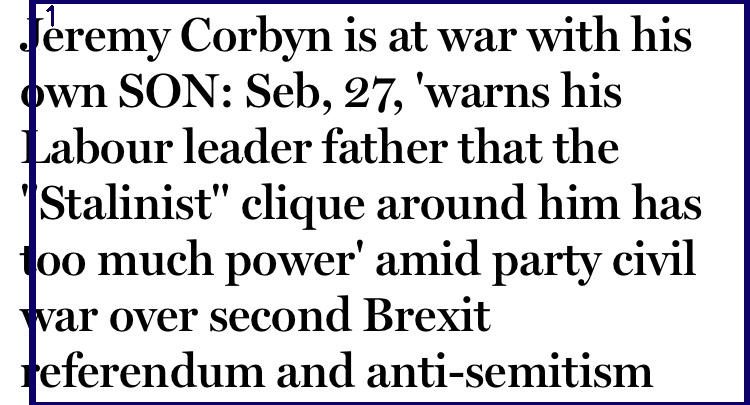 1
Jeremy Corbyn is at war with his
own SON: Seb, 27, 'warns his
Labour leader father that the
"Stalinist" clique around him has
too much power' amid party civil
war over second Brexit
referendum and anti-semitism